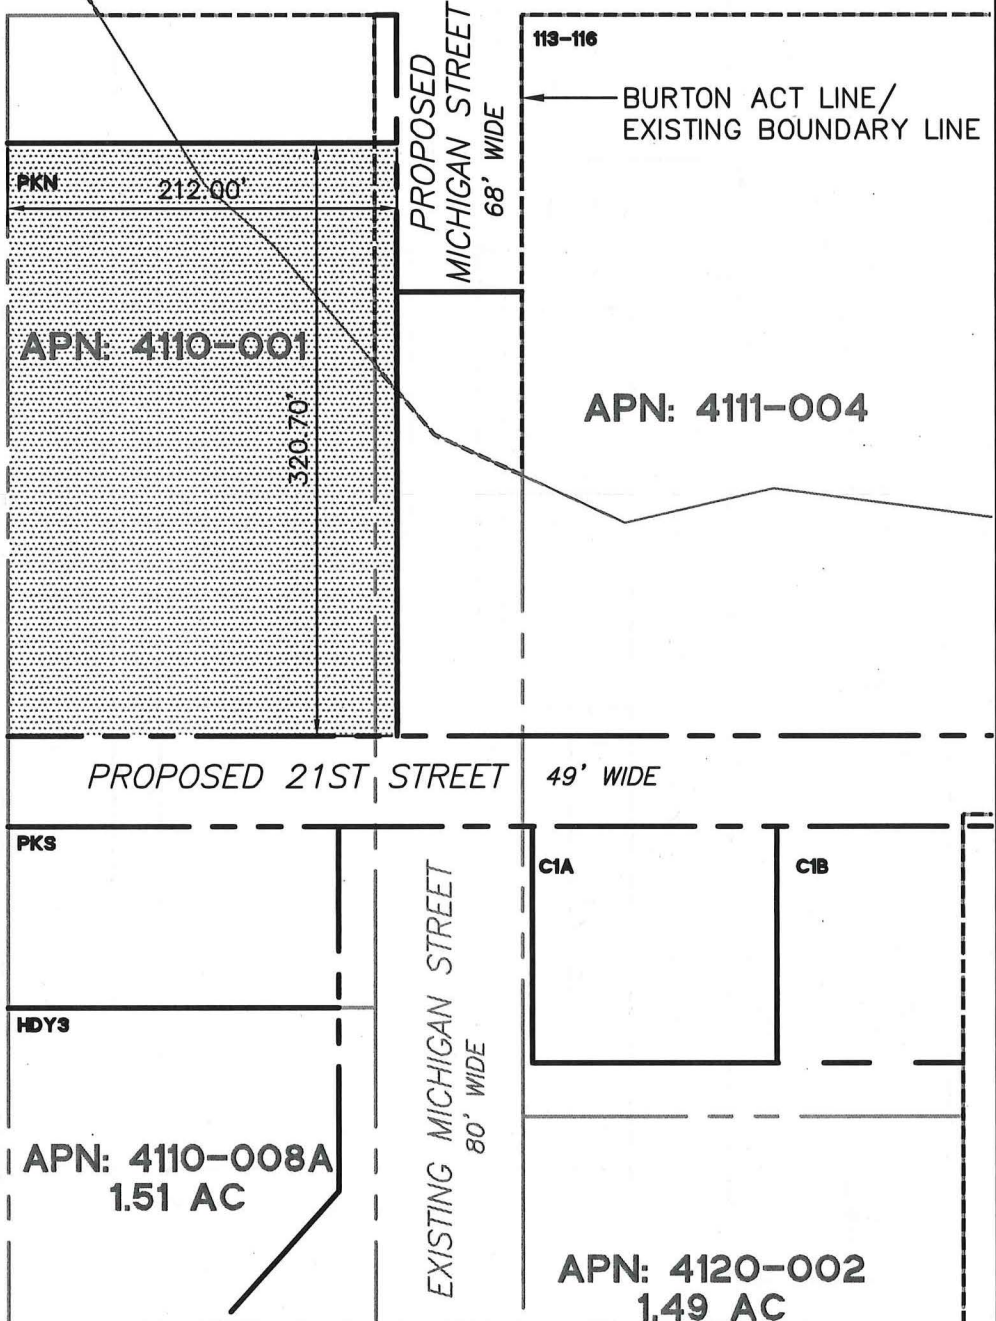 PROPOSED
MICHIGAN STREET
68' WIDE
113-116
BURTON ACT LINE/
EXISTING BOUNDARY LINE
PKN
212.00'
APN: 4110-001
320.70'
APN: 4111-004
PROPOSED 21ST STREET 49' WIDE
PKS
C1A
C1B
EXISTING MICHIGAN STREET
80' WIDE
HDY3
APN: 4110-008A
1.51 AC
APN: 4120-002
1.49 AC